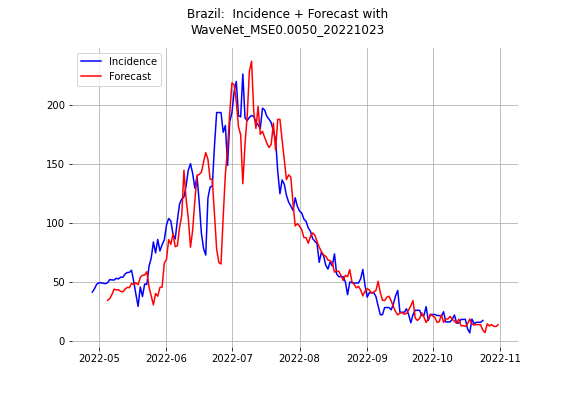 Brazil:  Incidence + Forecast with
WaveNet_MSE0.0050_20221023
Incidence
Forecast
200
150
100
50
0
2022-05 2022-06 2022-07 2022-08 2022-09 2022-10 2022-11